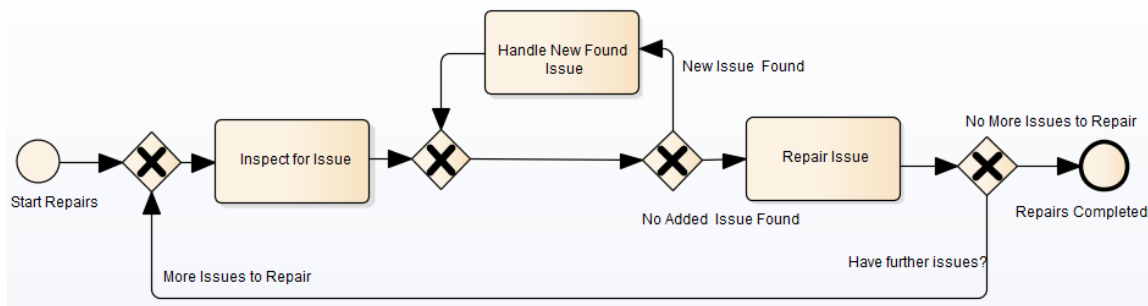 Handle New Found
Issue
New Issue  Found
No More Issues to Repair
Inspect for Issue
Repair Issue
Start Repairs
No Added  Issue Found
Repairs Completed
More Issues to Repair
Have further issues?